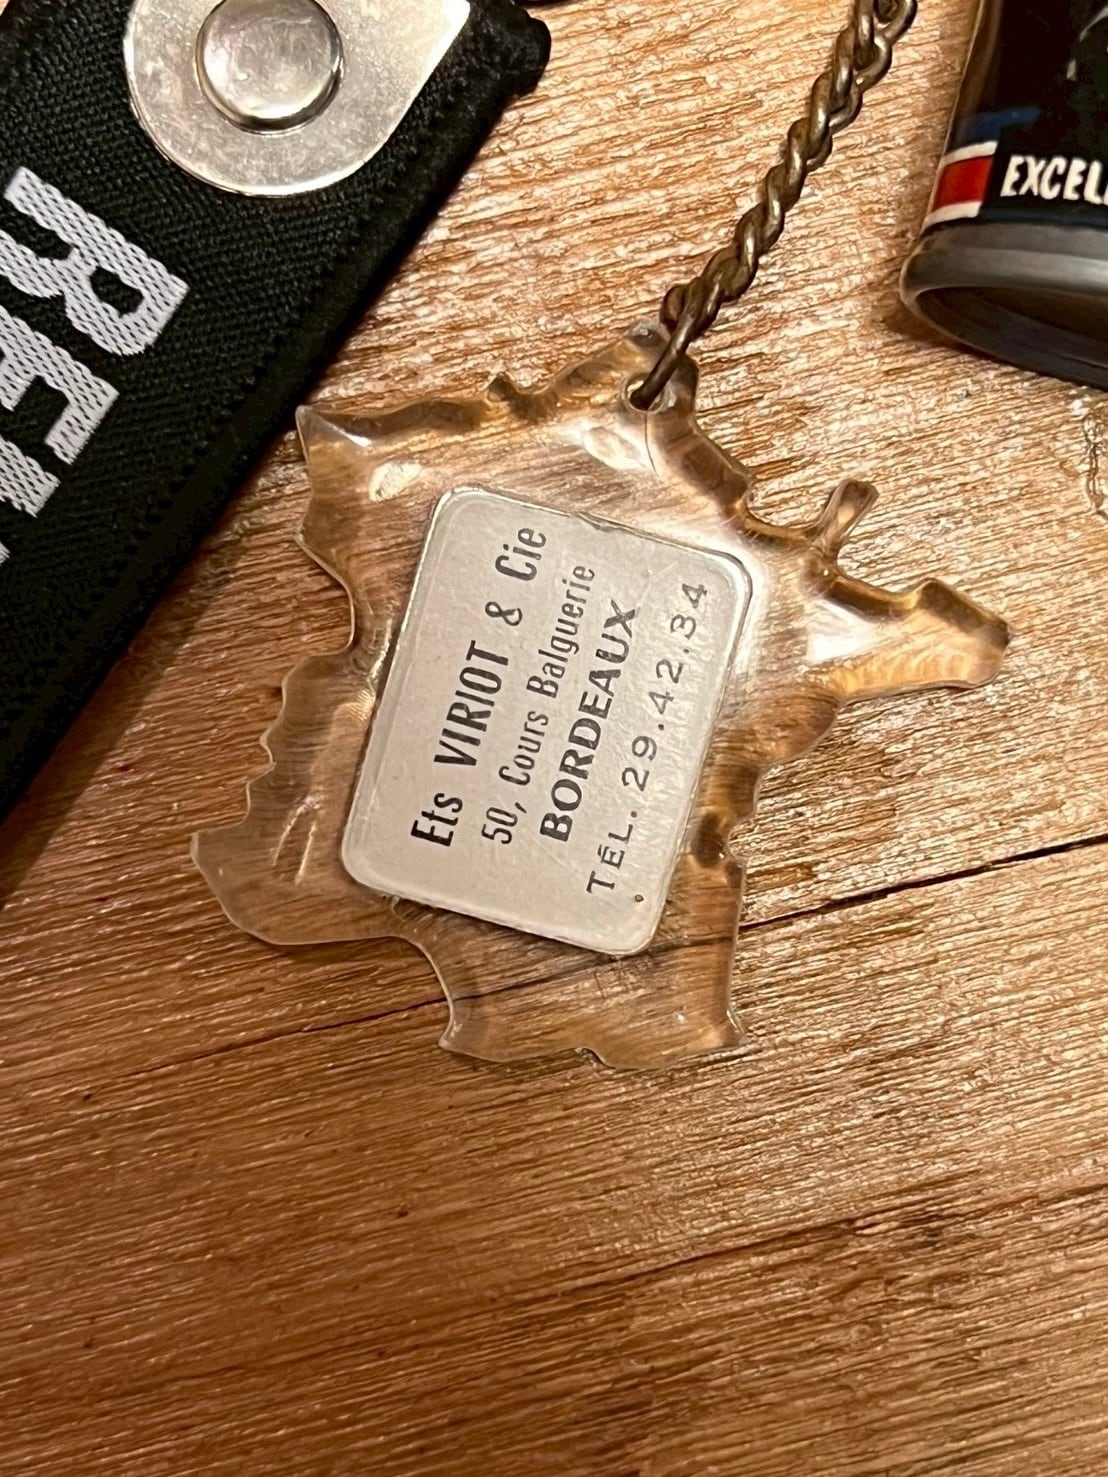 Ets VIRIOT & Cie
50, Cours Balguerie
BORDEAUX
TÉL. 29.42.34